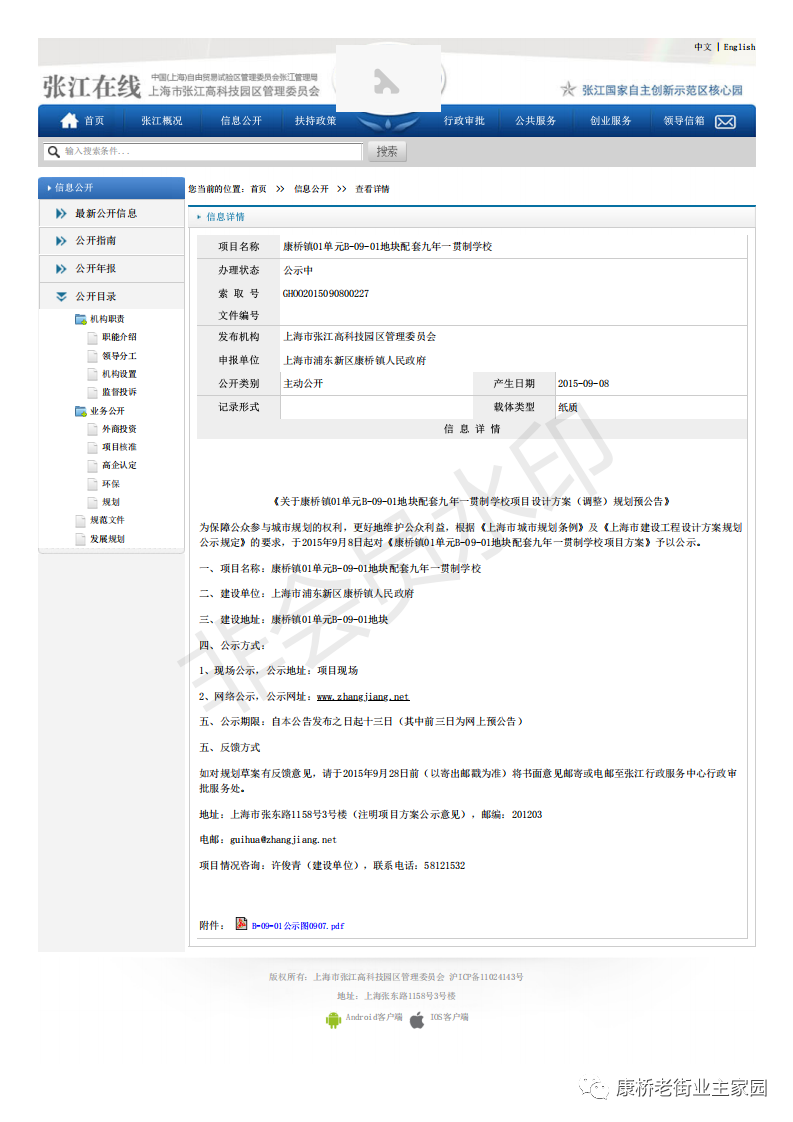 中文 | English
张江在线 中国(上海)自由贸易试验区管理委员会张江管理局
上海市张江高科技园区管理委员会
张江国家自主创新示范区核心园
首页 张江概况 信息公开 扶持政策 行政审批 公共服务 创业服务 领导信箱
输入搜索条件... 搜索
信息公开
最新公开信息
公开指南
公开年报
公开目录
机构职责
职能介绍
领导分工
机构设置
监督投诉
业务公开
外商投资
项目核准
高企认定
环保
规划
规范文件
发展规划
您当前的位置：首页 >> 信息公开 >> 查看详情
信息详情
项目名称 康桥镇01单元B-09-01地块配套九年一贯制学校
办理状态 公示中
索 取 号 GH002015090800227
文件编号
发布机构 上海市张江高科技园区管理委员会
申报单位 上海市浦东新区康桥镇人民政府
公开类别 主动公开 产生日期 2015-09-08
记录形式 载体类型 纸质
信 息 详 情
《关于康桥镇01单元B-09-01地块配套九年一贯制学校项目设计方案（调整）规划预公告》
为保障公众参与城市规划的权利，更好地维护公众利益，根据《上海市城市规划条例》及《上海市建设工程设计方案规划
公示规定》的要求，于2015年9月8日起对《康桥镇01单元B-09-01地块配套九年一贯制学校项目方案》予以公示。
一、项目名称：康桥镇01单元B-09-01地块配套九年一贯制学校
二、建设单位：上海市浦东新区康桥镇人民政府
三、建设地址：康桥镇01单元B-09-01地块
四、公示方式：
1、现场公示，公示地址：项目现场
2、网络公示，公示网址：www.zhangjiang.net
五、公示期限：自本公告发布之日起十三日（其中前三日为网上预公告）
五、反馈方式
如对规划草案有反馈意见，请于2015年9月28日前（以寄出邮戳为准）将书面意见邮寄或电邮至张江行政服务中心行政审
批服务处。
地址：上海市张东路1158号3号楼（注明项目方案公示意见），邮编：201203
电邮：guihua@zhangjiang.net
项目情况咨询：许俊青（建设单位），联系电话：58121532
附件： B-09-01公示图0907.pdf
非会员水印
版权所有：上海市张江高科技园区管理委员会 沪ICP备11024143号
地址：上海张东路1158号3号楼
Android客户端 IOS客户端
康桥老街业主家园